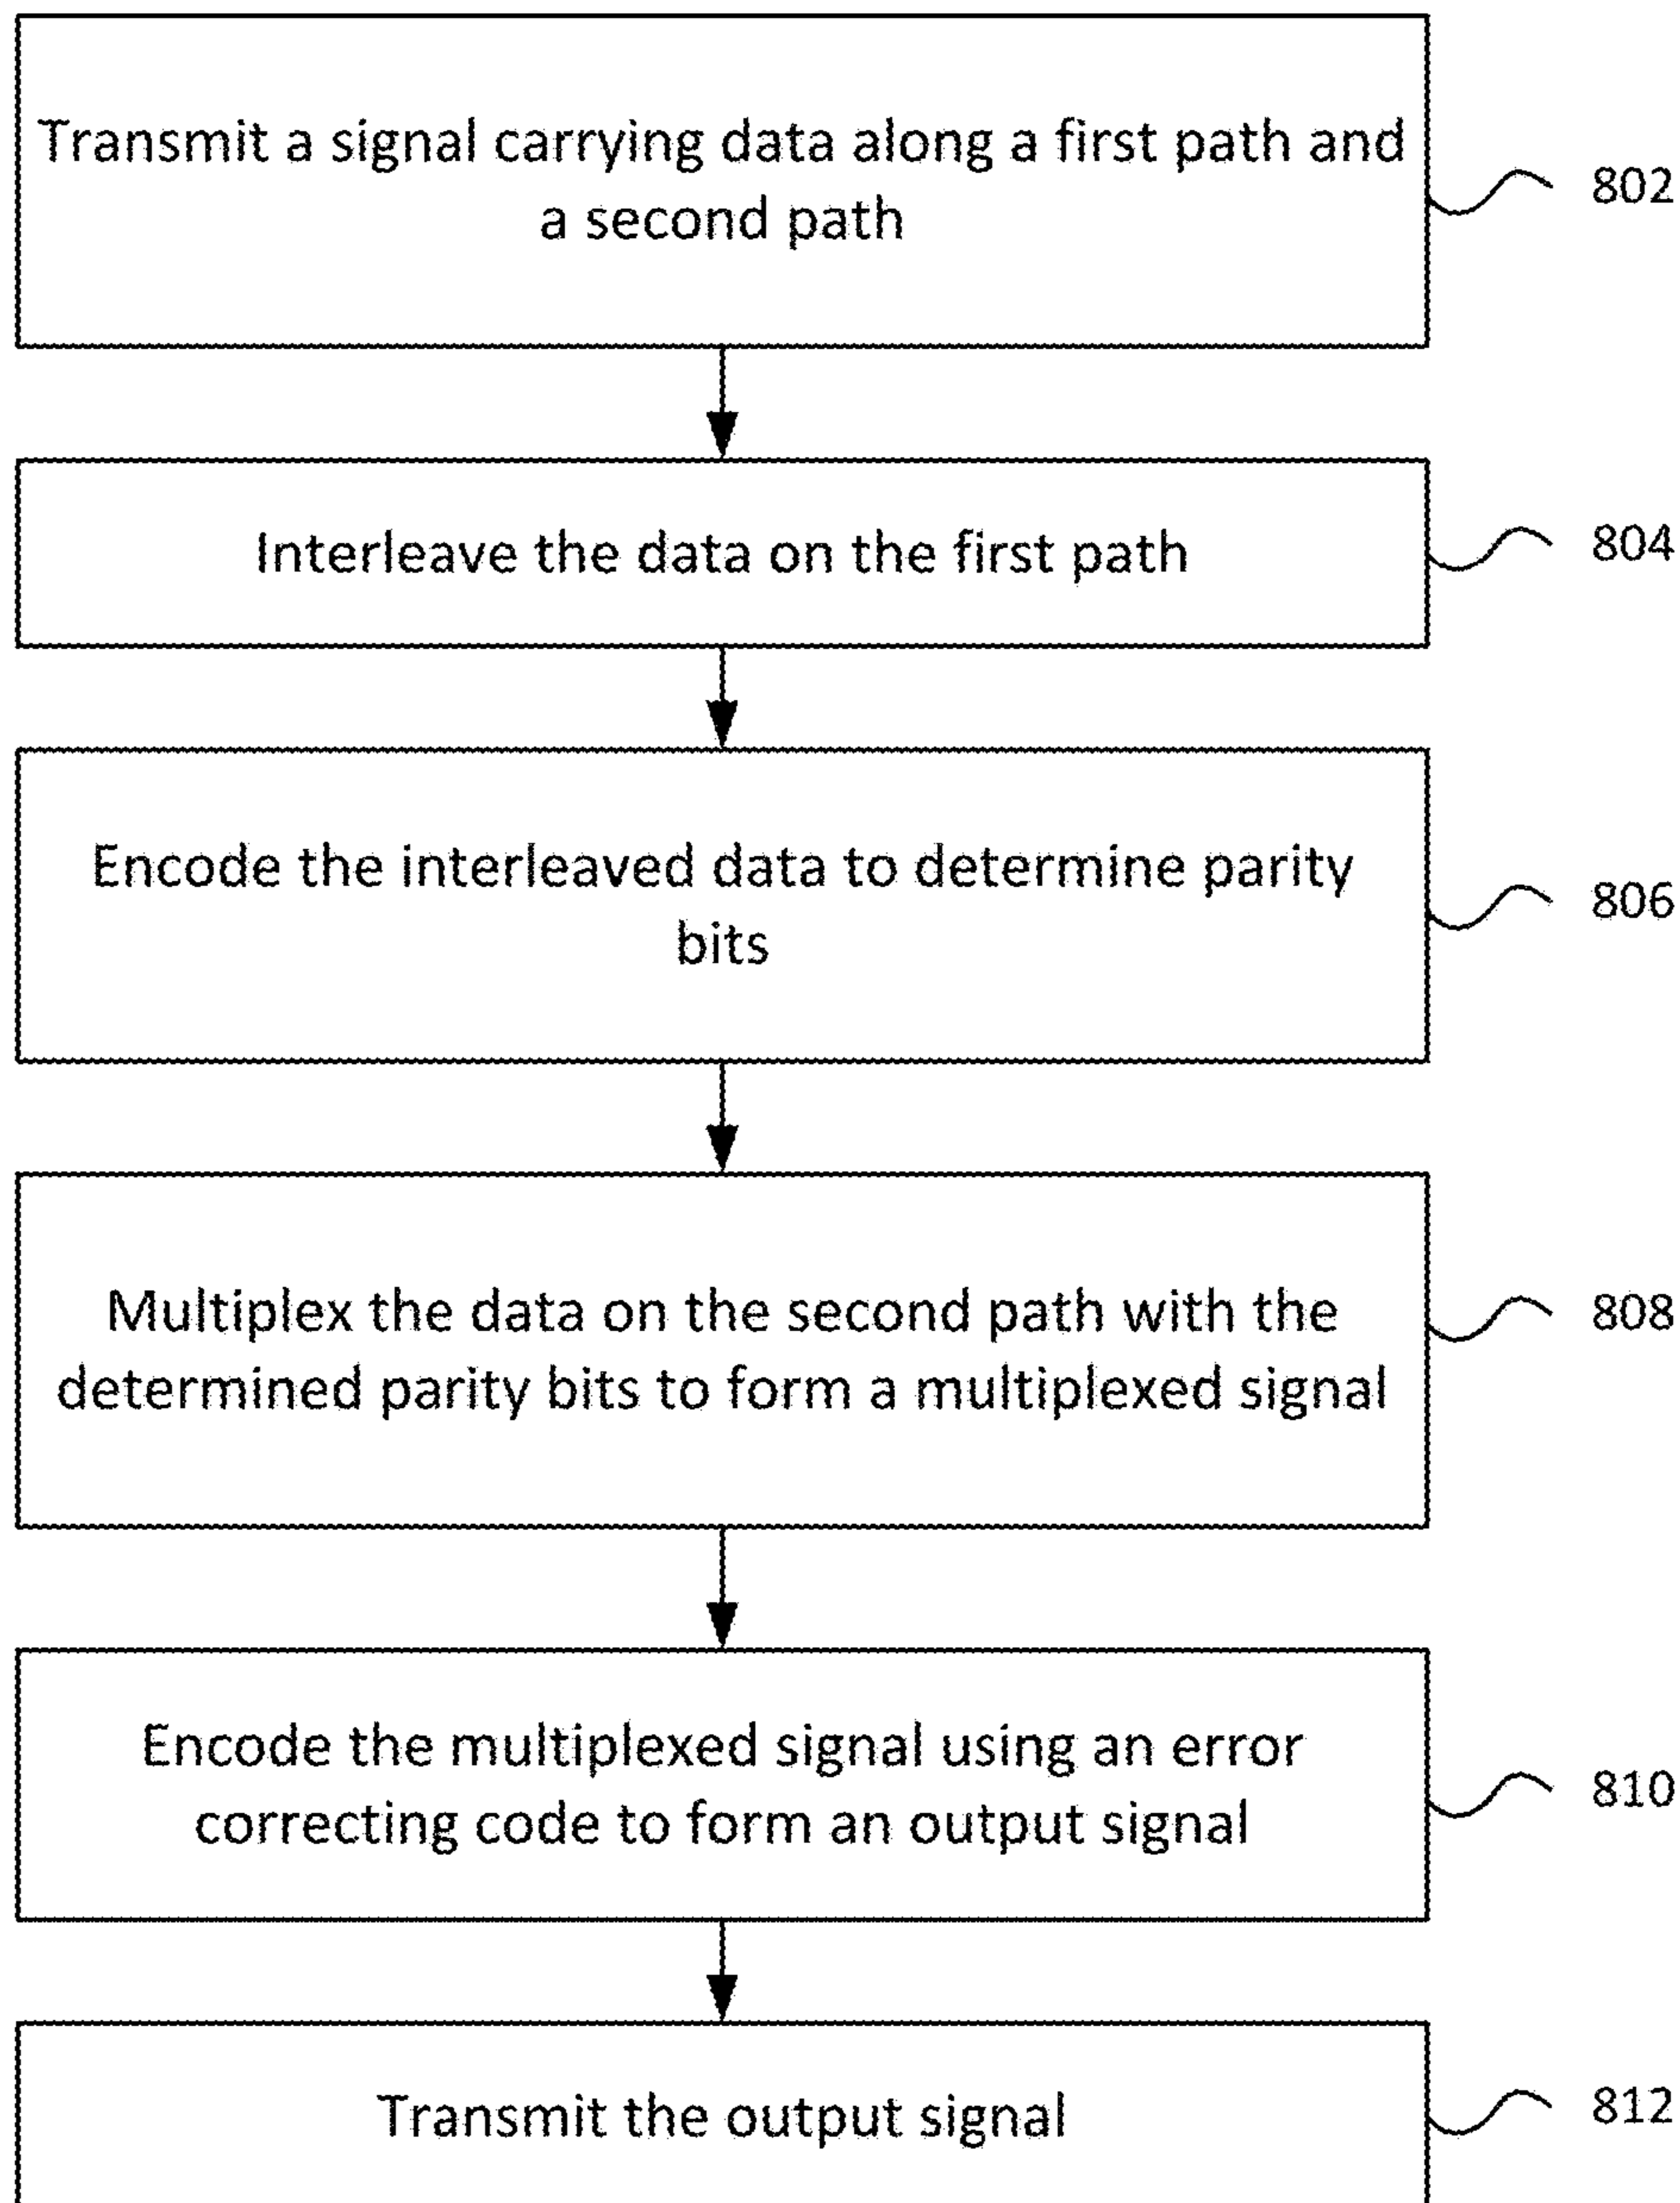 Transmit a signal carrying data along a first path and
a second path
802
Interleave the data on the first path
804
Encode the interleaved data to determine parity
bits
806
Multiplex the data on the second path with the
determined parity bits to form a multiplexed signal
808
Encode the multiplexed signal using an error
correcting code to form an output signal
810
Transmit the output signal
812